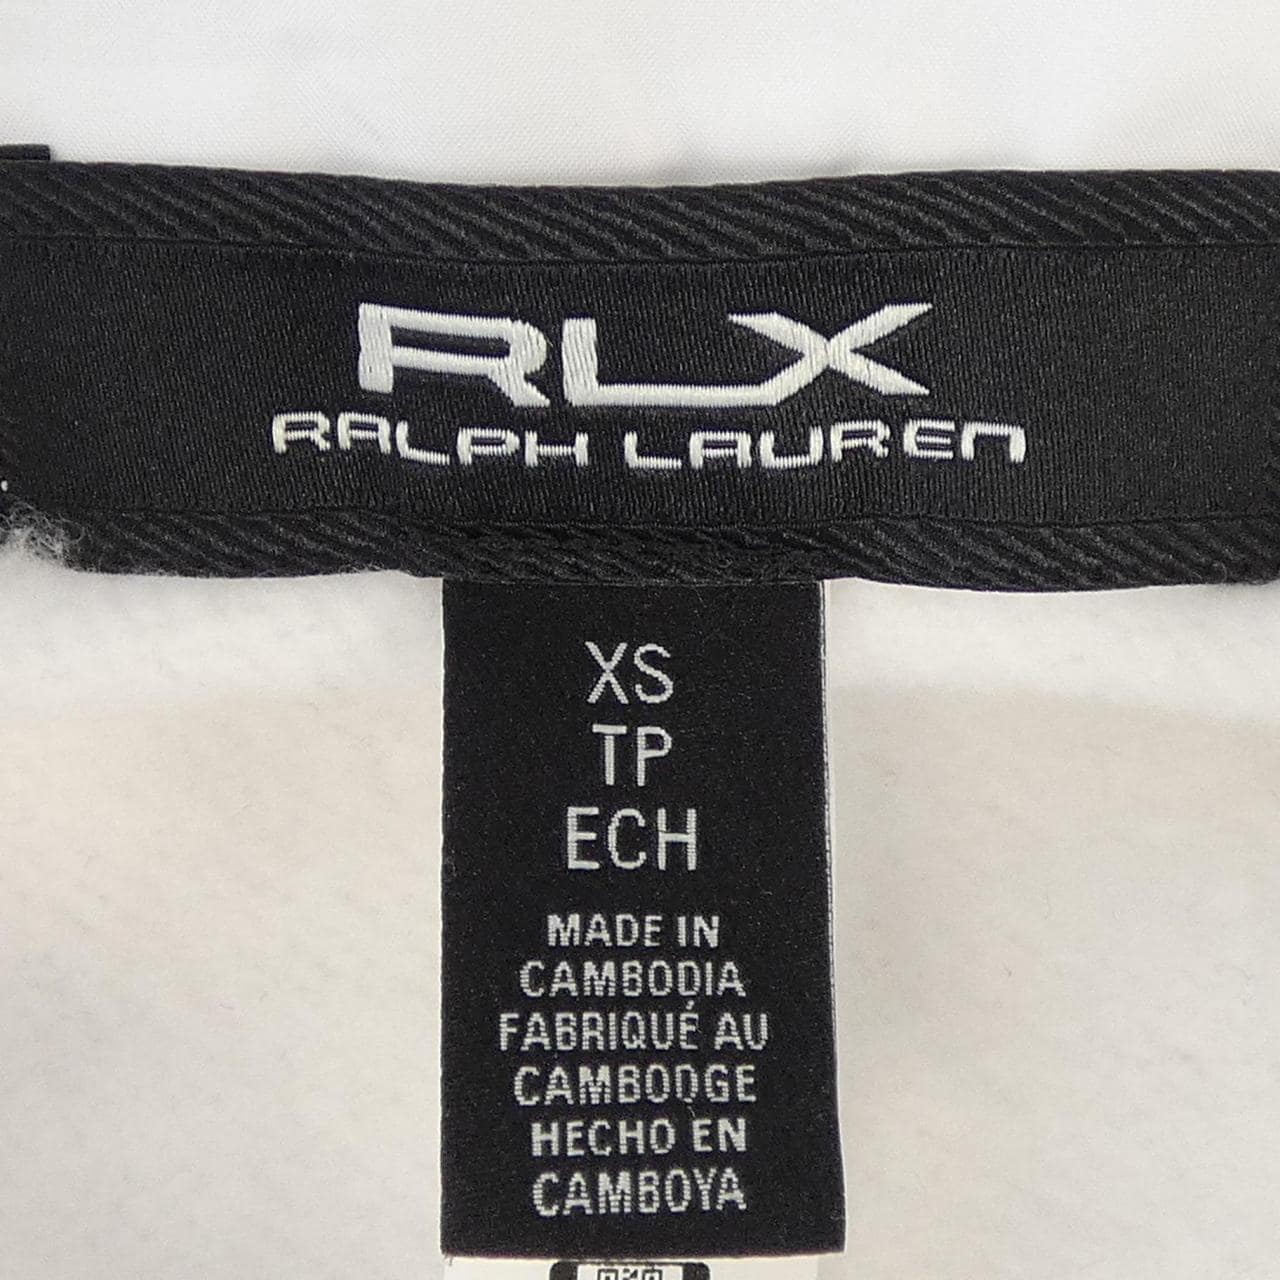 RLX
RALPH LAUREN
XS
TP
ECH
MADE IN
CAMBODIA
FABRIQUÉ AU
CAMBODGE
HECHO EN
CAMBOYA